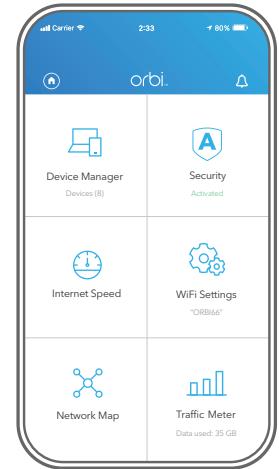 Carrier 2:33 80%
orbi™
Device Manager
Devices (8)
A
Security
Activated
Internet Speed
WiFi Settings
"ORBI66"
Network Map
Traffic Meter
Data used: 35 GB